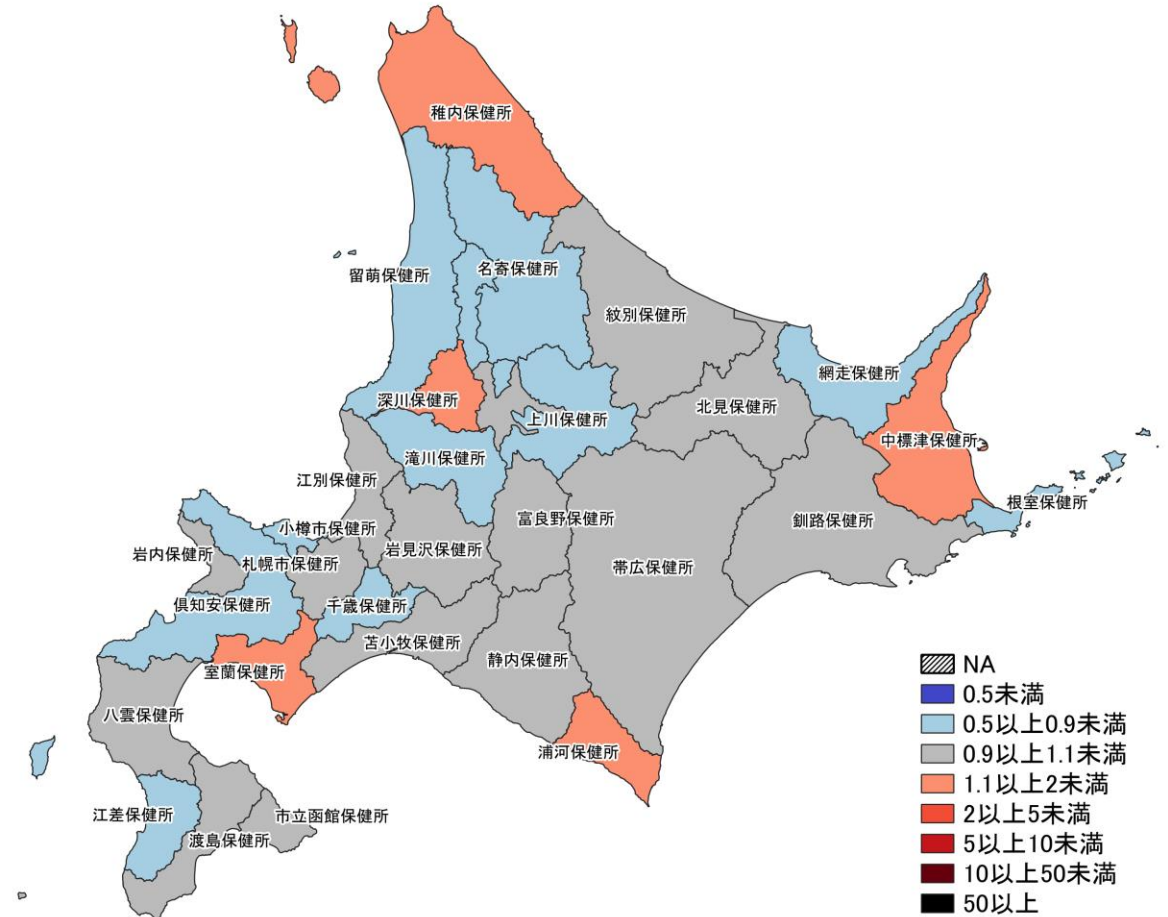 稚内保健所
名寄保健所
留萌保健所
紋別保健所
網走保健所
深川保健所
北見保健所
上川保健所
中標津保健所
滝川保健所
江別保健所
根室保健所
富良野保健所
釧路保健所
小樽市保健所
岩見沢保健所
岩内保健所
札幌市保健所
帯広保健所
倶知安保健所
千歳保健所
苫小牧保健所
静内保健所
室蘭保健所
八雲保健所
浦河保健所
江差保健所
市立函館保健所
渡島保健所
NA
0.5未満
0.5以上0.9未満
0.9以上1.1未満
1.1以上2未満
2以上5未満
5以上10未満
10以上50未満
50以上